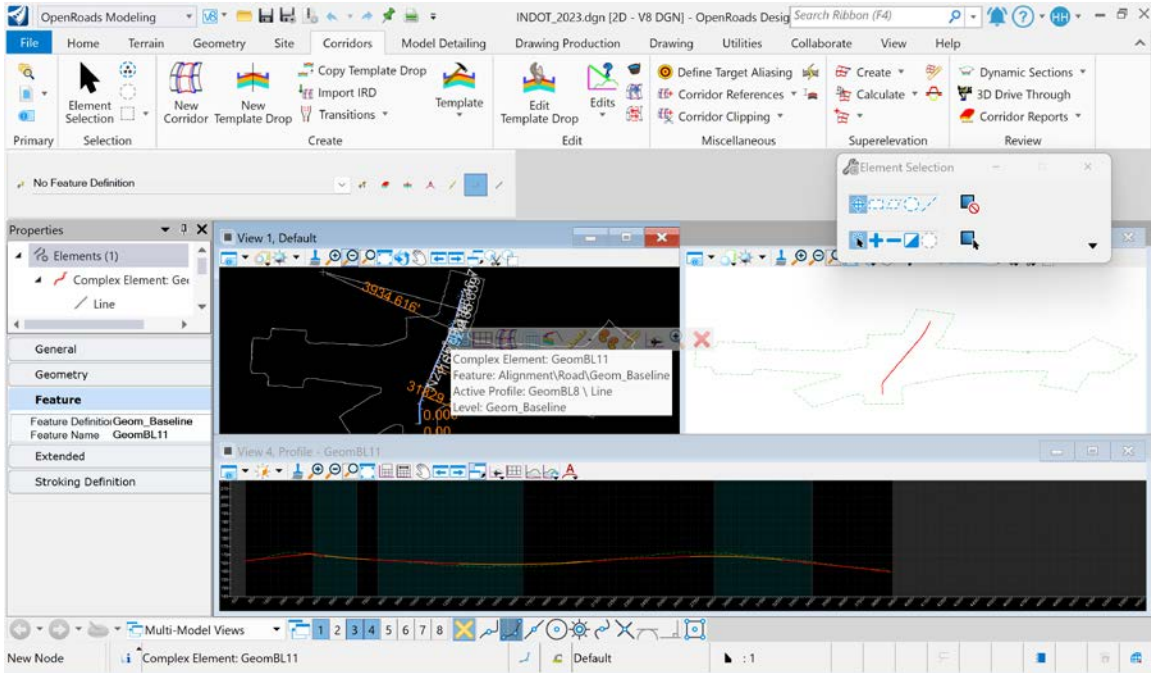 OpenRoads Modeling
INDOT_2023.dgn [2D - V8 DGN] - OpenRoads Desig
Search Ribbon (F4)
HH
File Home Terrain Geometry Site Corridors Model Detailing Drawing Production Drawing Utilities Collaborate View Help
Copy Template Drop
Import IRD
Transitions
Element Selection
New Corridor
New Template Drop
Template
Edit Template Drop
Edits
Define Target Aliasing
Corridor References
Corridor Clipping
Create
Calculate
Dynamic Sections
3D Drive Through
Corridor Reports
Primary Selection Create Edit Miscellaneous Superelevation Review
No Feature Definition
Element Selection
Properties
Elements (1)
Complex Element: Geo
Line
General
Geometry
Feature
Feature Definitio Geom_Baseline
Feature Name GeomBL11
Extended
Stroking Definition
View 1, Default
3934.616'
0.00
0.00
Complex Element: GeomBL11
Feature: Alignment\Road\Geom_Baseline
Active Profile: GeomBL8 \ Line
Level: Geom_Baseline
View 4, Profile - GeomBL11
Multi-Model Views
1 2 3 4 5 6 7 8
New Node
Complex Element: GeomBL11
Default
: 1